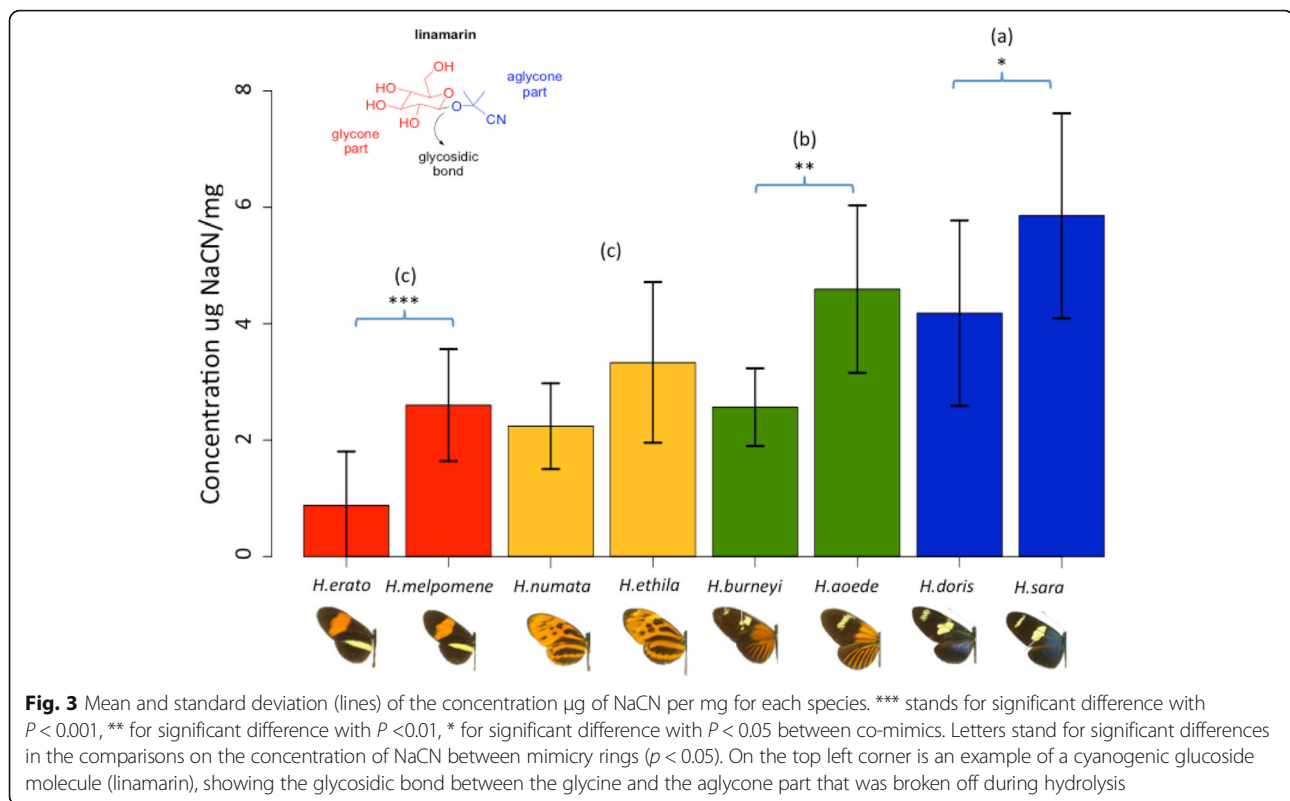 linamarin
OH
HO
O
HO
HO
O
OH
CN
aglycone
part
glycone
part
glycosidic
bond
(a)
*
(b)
**
(c)
(c)
***
Concentration ug NaCN/mg
8
6
4
2
0
H.erato H.melpomene H.numata H.ethila H.burneyi H.aoede H.doris H.sara
Fig. 3 Mean and standard deviation (lines) of the concentration μg of NaCN per mg for each species. *** stands for significant difference with
P < 0.001, ** for significant difference with P <0.01, * for significant difference with P < 0.05 between co-mimics. Letters stand for significant differences
in the comparisons on the concentration of NaCN between mimicry rings (p < 0.05). On the top left corner is an example of a cyanogenic glucoside
molecule (linamarin), showing the glycosidic bond between the glycine and the aglycone part that was broken off during hydrolysis